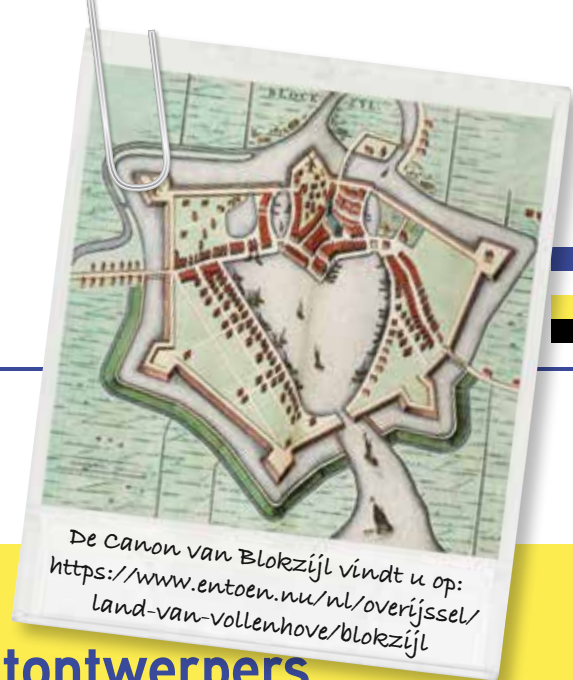 BLOCK ZYL
De Canon van Blokzijl vindt u op:
https://www.entoen.nu/nl/overijssel/
land-van-vollenhove/blokzijl
tontwerpers